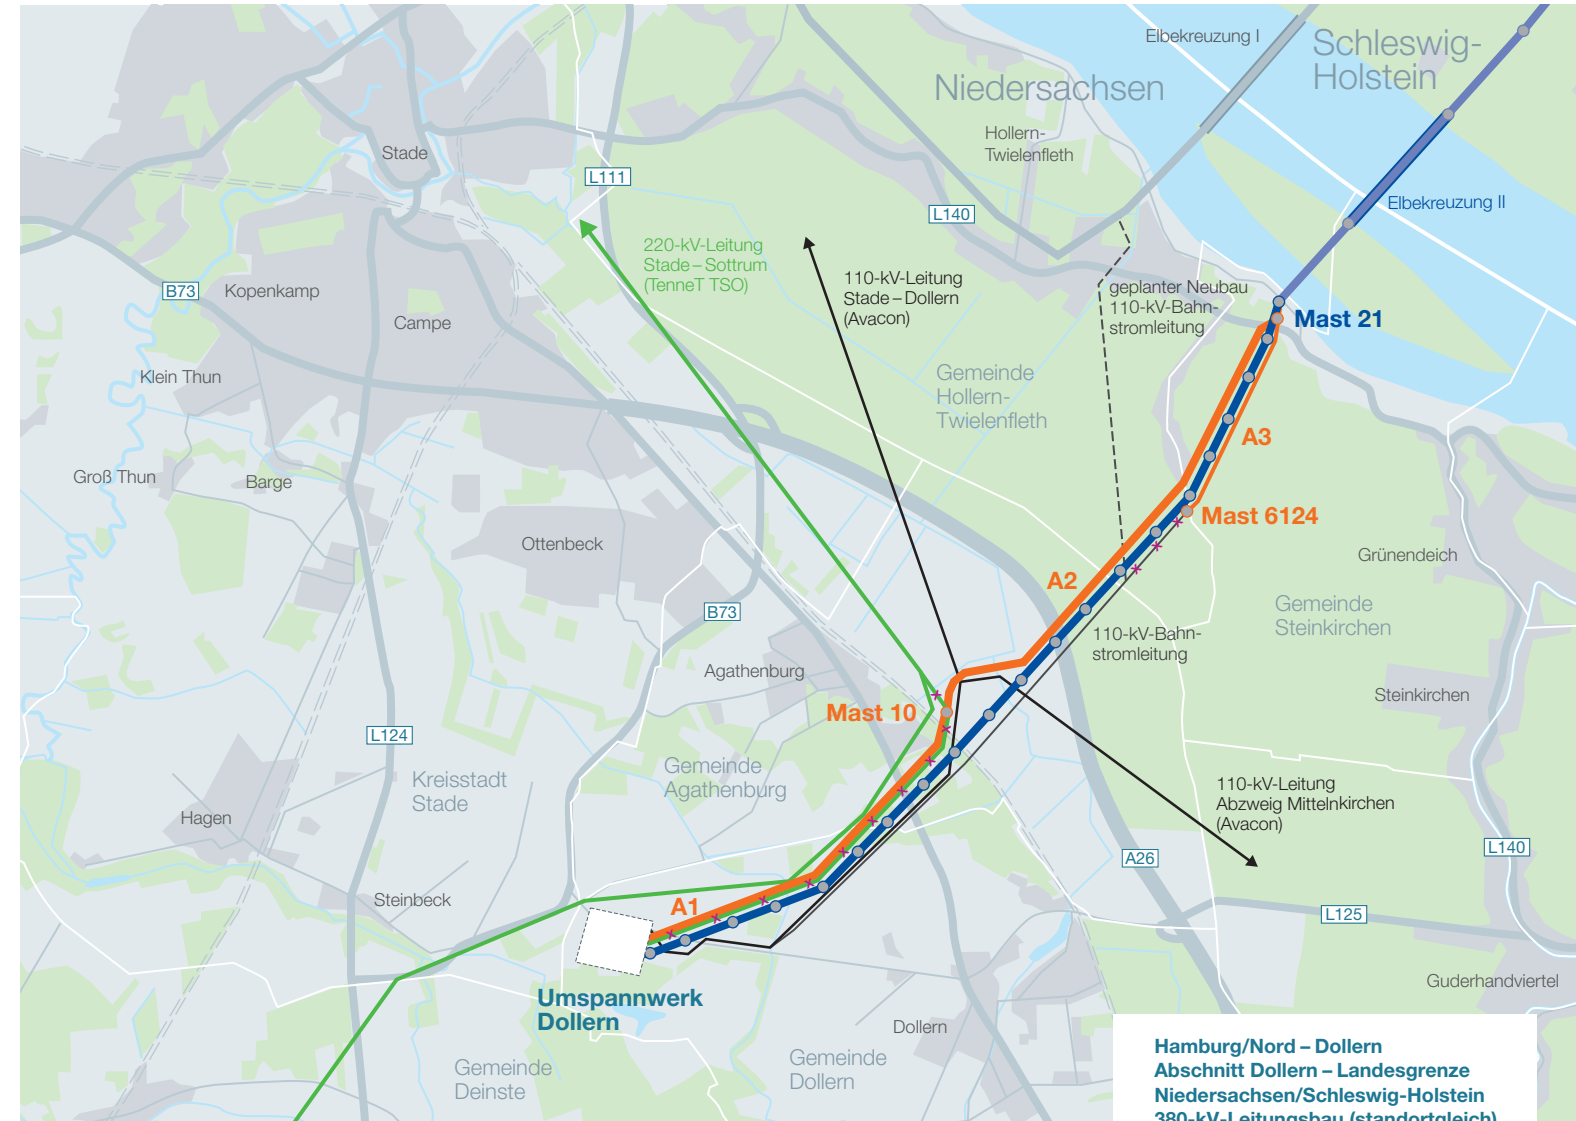 Elbekreuzung I
Schleswig-
Holstein
Niedersachsen
Hollern-
Twielenfleth
Stade
L111
L140
Elbekreuzung II
220-kV-Leitung
Stade – Sottrum
(TenneT TSO)
110-kV-Leitung
Stade – Dollern
(Avacon)
geplanter Neubau
110-kV-Bahn-
stromleitung
B73
Kopenkamp
Campe
Mast 21
Klein Thun
Gemeinde
Hollern-
Twielenfleth
A3
Groß Thun
Barge
Mast 6124
Ottenbeck
Grünendeich
A2
B73
Gemeinde
Steinkirchen
110-kV-Bahn-
stromleitung
Agathenburg
Steinkirchen
Mast 10
L124
Kreisstadt
Stade
Gemeinde
Agathenburg
110-kV-Leitung
Abzweig Mittelnkirchen
(Avacon)
Hagen
L140
A26
Steinbeck
A1
L125
Guderhandviertel
Umspannwerk
Dollern
Dollern
Gemeinde
Deinste
Gemeinde
Dollern
Hamburg/Nord – Dollern
Abschnitt Dollern – Landesgrenze
Niedersachsen/Schleswig-Holstein
380-kV-Leitungsbau (standortgleich)